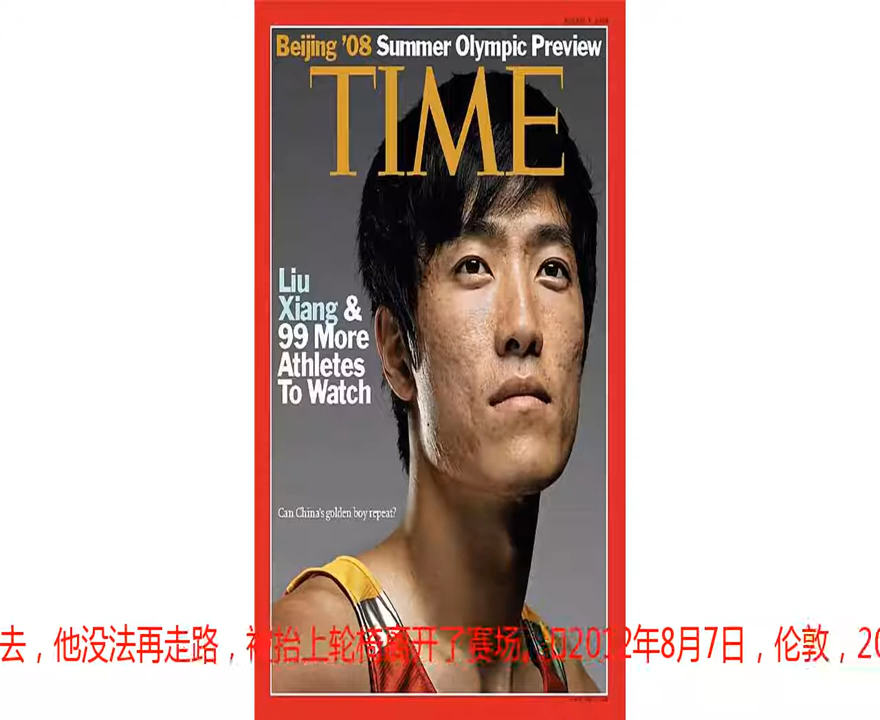 Beijing '08 Summer Olympic Preview
TIME
Liu
Xiang &
99 More
Athletes
To Watch
Can China's golden boy repeat?
去，他没法再走路，被抬上轮椅离开了赛场。2012年8月7日，伦敦，20